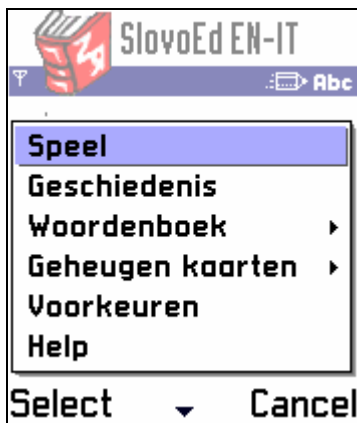 SlovoEd EN-IT
Abc
Speel
Geschiedenis
Woordenboek
Geheugen kaarten
Voorkeuren
Help
Select Cancel